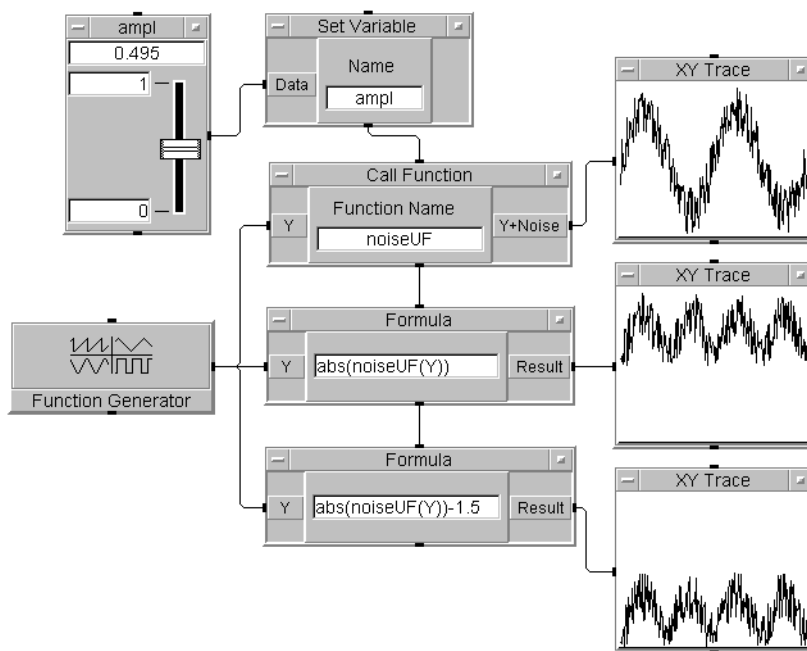 ampl
0.495
1
0
Set Variable
Data
Name
ampl
Call Function
Y
Function Name
noiseUF
Y+Noise
XY Trace
Function Generator
Formula
Y
abs(noiseUF(Y))
Result
XY Trace
Formula
Y
abs(noiseUF(Y))-1.5
Result
XY Trace